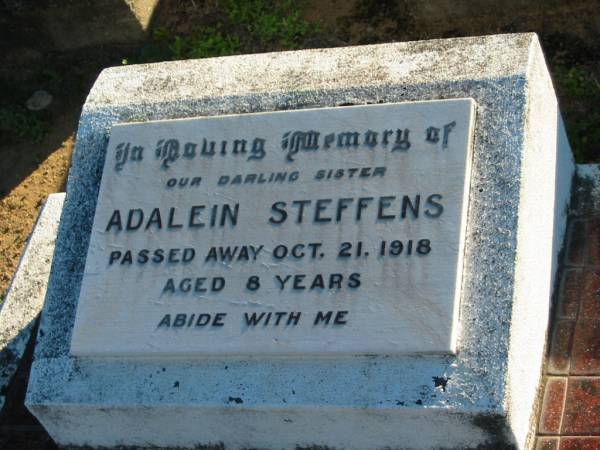 In Loving Memory of
OUR DARLING SISTER
ADALEIN STEFFENS
PASSED AWAY OCT. 21. 1918
AGED 8 YEARS
ABIDE WITH ME